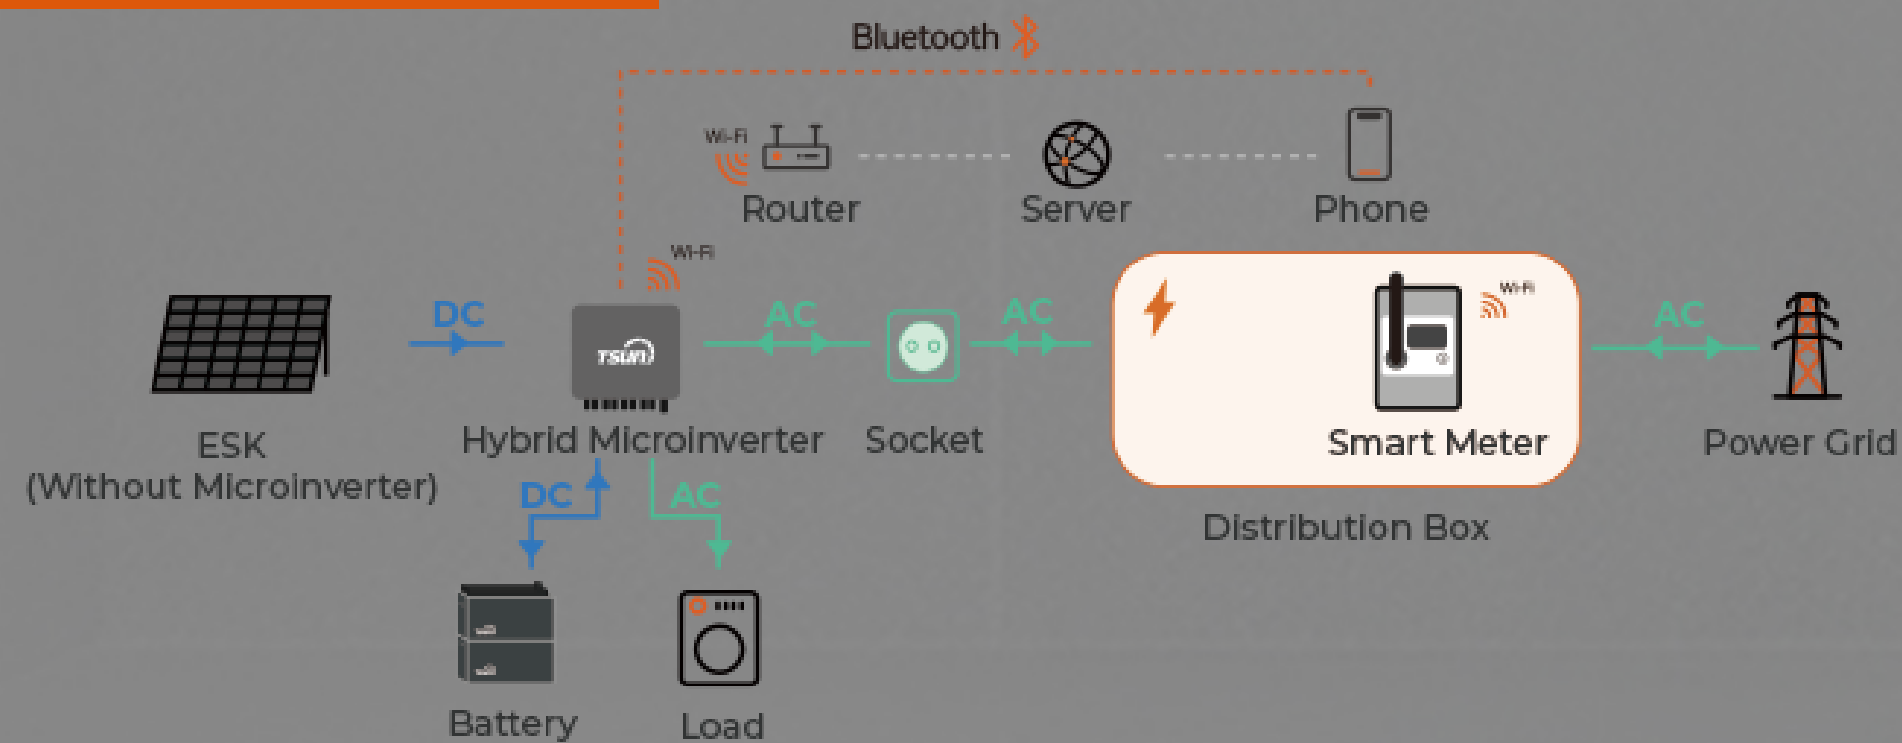 Bluetooth
Wi-Fi
Router
Server
Phone
Wi-Fi
Wi-Fi
DC
AC
AC
AC
TSUN
ESK
(Without Microinverter)
Hybrid Microinverter
Socket
Smart Meter
Power Grid
DC
AC
Distribution Box
Battery
Load